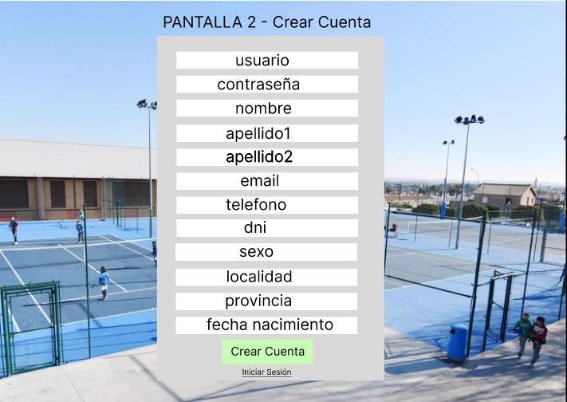 PANTALLA 2 - Crear Cuenta
usuario
contraseña
nombre
apellido1
apellido2
email
telefono
dni
sexo
localidad
provincia
fecha nacimiento
Crear Cuenta
Iniciar Sesión